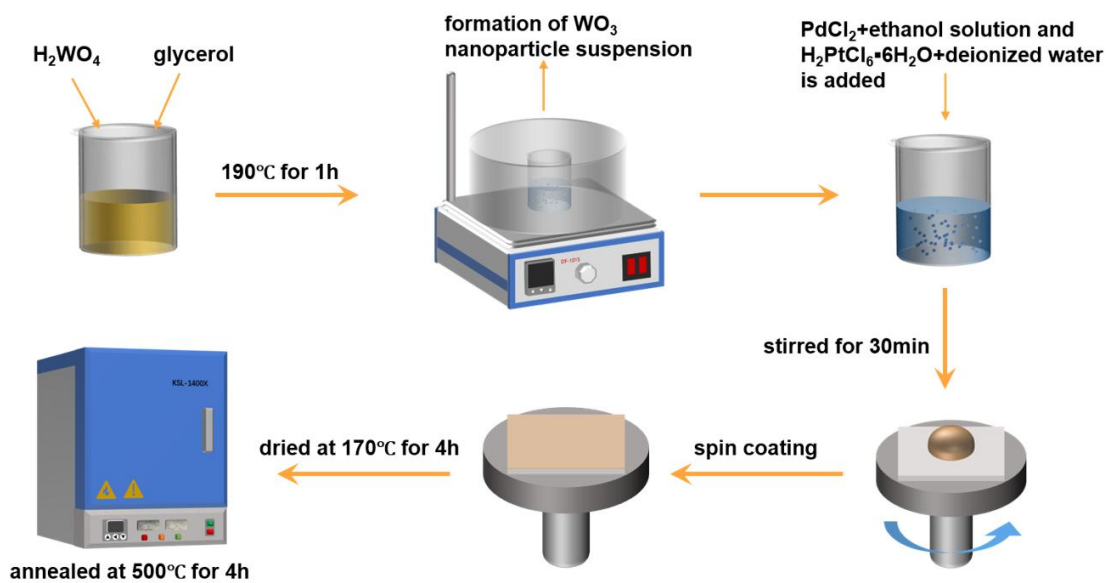 H₂WO₄
glycerol
190℃ for 1h
formation of WO₃
nanoparticle suspension
DF-101S
PdCl₂+ethanol solution and
H₂PtCl₆▪6H₂O+deionized water
is added
stirred for 30min
spin coating
dried at 170℃ for 4h
KSL-1400X
annealed at 500℃ for 4h